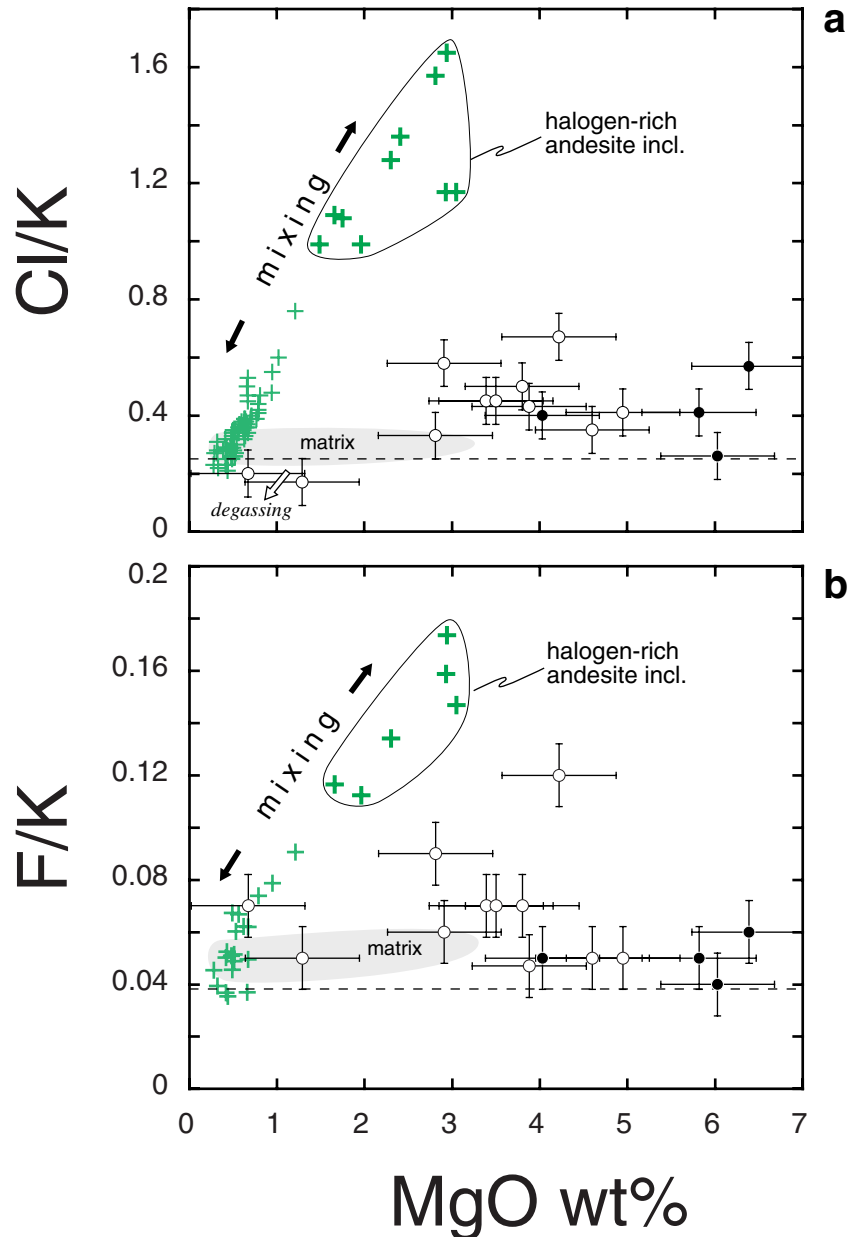 a
1.6
1.2
0.8
0.4
0
Cl/K
halogen-rich
andesite incl.
mixing
matrix
degassing
b
0.2
0.16
0.12
0.08
0.04
0
F/K
halogen-rich
andesite incl.
mixing
matrix
0 1 2 3 4 5 6 7
MgO wt%